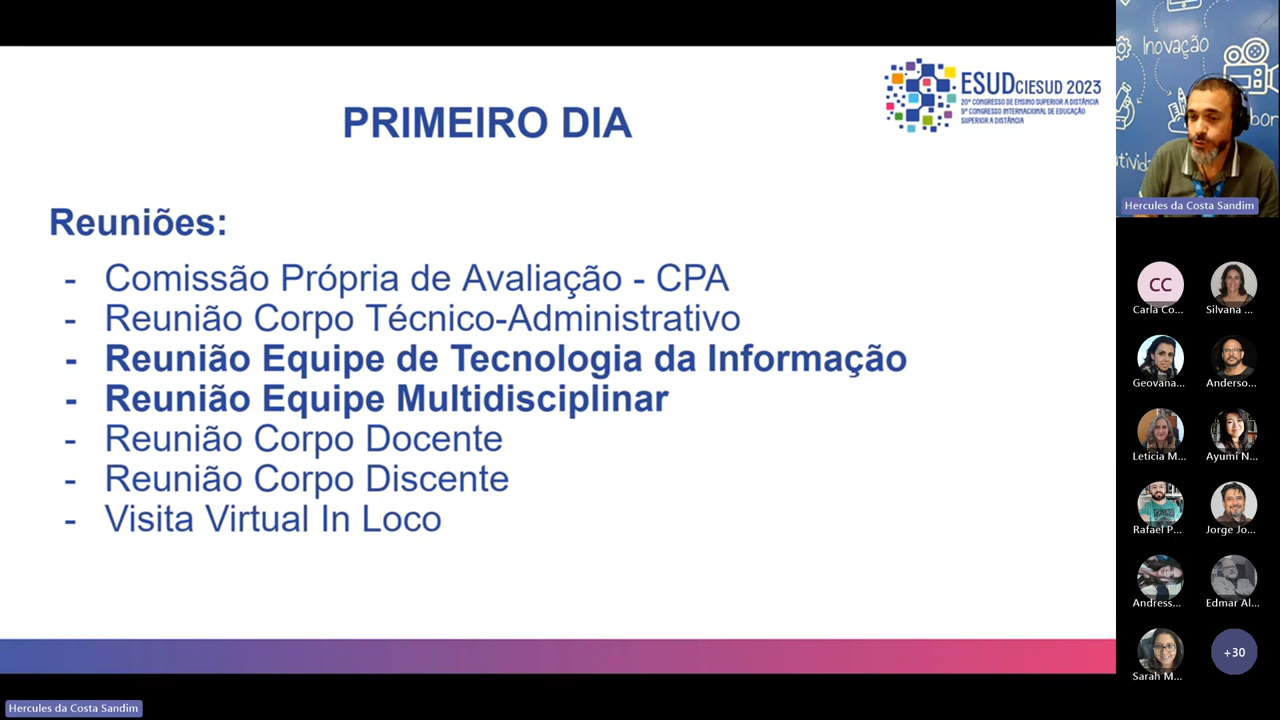 PRIMEIRO DIA
ESUDCIESUD 2023
20º CONGRESSO DE ENSINO SUPERIOR A DISTÂNCIA
9º CONGRESSO INTERNACIONAL DE EDUCAÇÃO
SUPERIOR A DISTÂNCIA
Reuniões:
- Comissão Própria de Avaliação - CPA
- Reunião Corpo Técnico-Administrativo
- Reunião Equipe de Tecnologia da Informação
- Reunião Equipe Multidisciplinar
- Reunião Corpo Docente
- Reunião Corpo Discente
- Visita Virtual In Loco
Hercules da Costa Sandim
Inovação
Hercules da Costa Sandim
CC
Carla Co...
Silvana ...
Geovana...
Anderso...
Leticia M...
Ayumi N...
Rafael P...
Jorge Jo...
Andress...
Edmar Al...
Sarah M...
+30